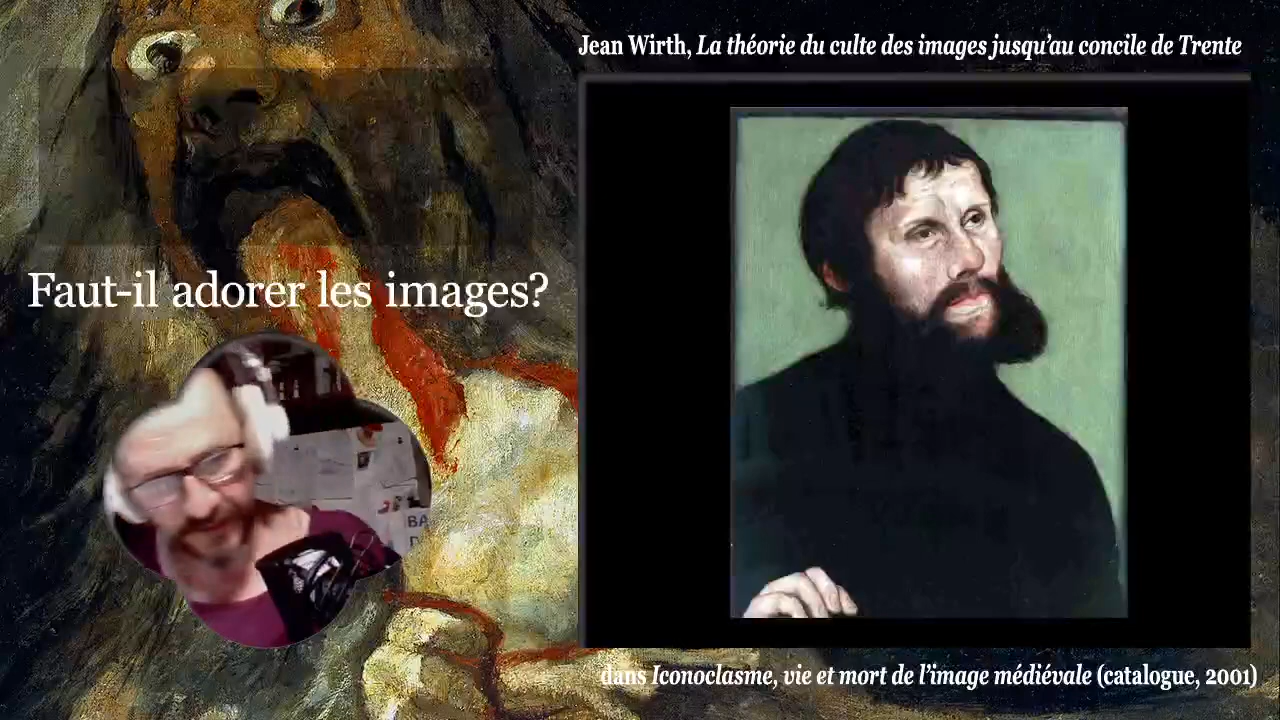 Jean Wirth, La théorie du culte des images jusqu’au concile de Trente
Faut-il adorer les images?
BA
dans Iconoclasme, vie et mort de l’image médiévale (catalogue, 2001)